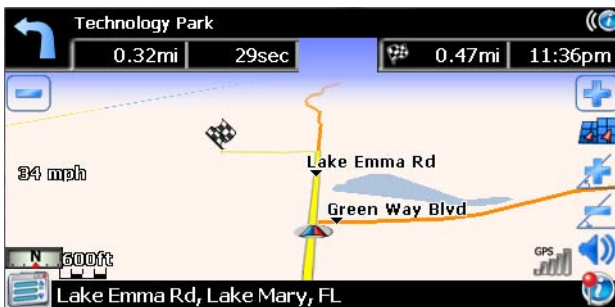 Technology Park
0.32mi 29sec 0.47mi 11:36pm
Lake Emma Rd
34 mph
Green Way Blvd
N
600ft
GPS
Lake Emma Rd, Lake Mary, FL